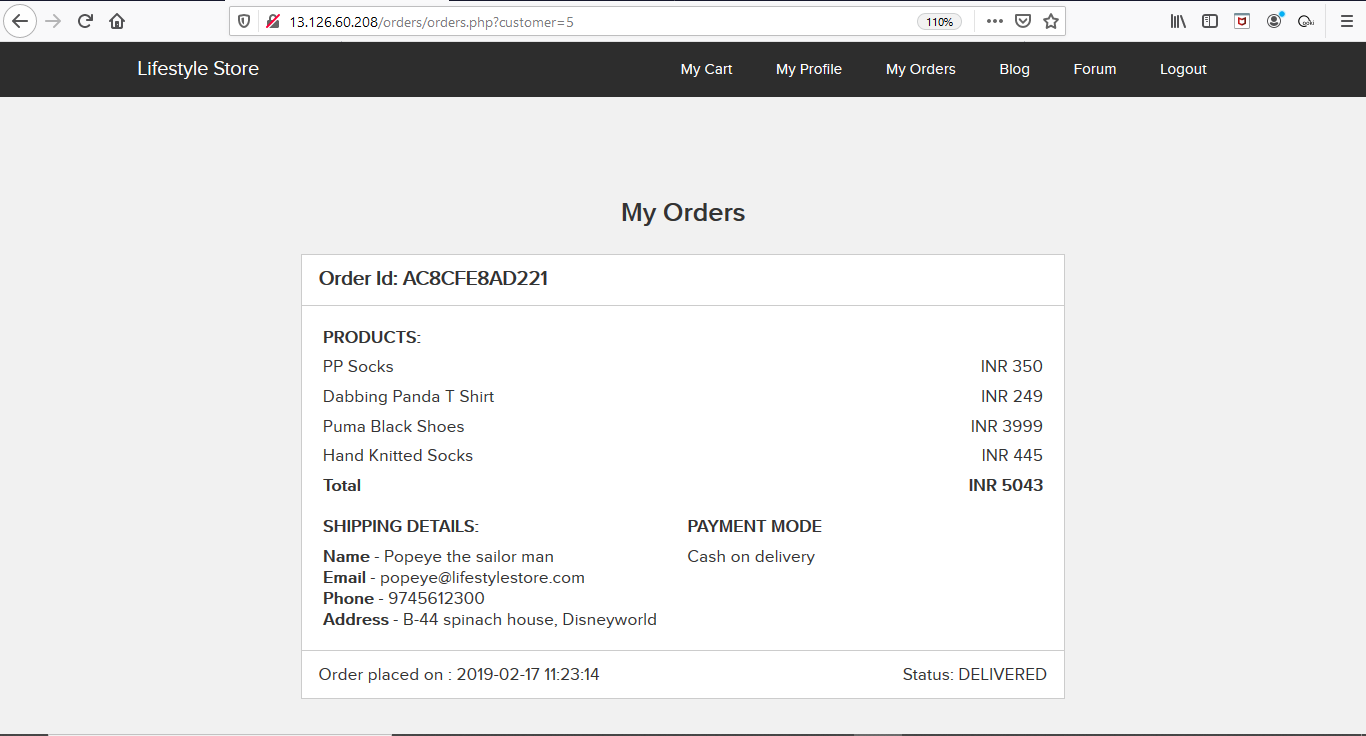 13.126.60.208/orders/orders.php?customer=5
110%
Lifestyle Store
My Cart
My Profile
My Orders
Blog
Forum
Logout
My Orders
Order Id: AC8CFE8AD221
PRODUCTS:
PP Socks INR 350
Dabbing Panda T Shirt INR 249
Puma Black Shoes INR 3999
Hand Knitted Socks INR 445
Total INR 5043
SHIPPING DETAILS:
Name - Popeye the sailor man
Email - popeye@lifestylestore.com
Phone - 9745612300
Address - B-44 spinach house, Disneyworld
PAYMENT MODE
Cash on delivery
Order placed on : 2019-02-17 11:23:14
Status: DELIVERED